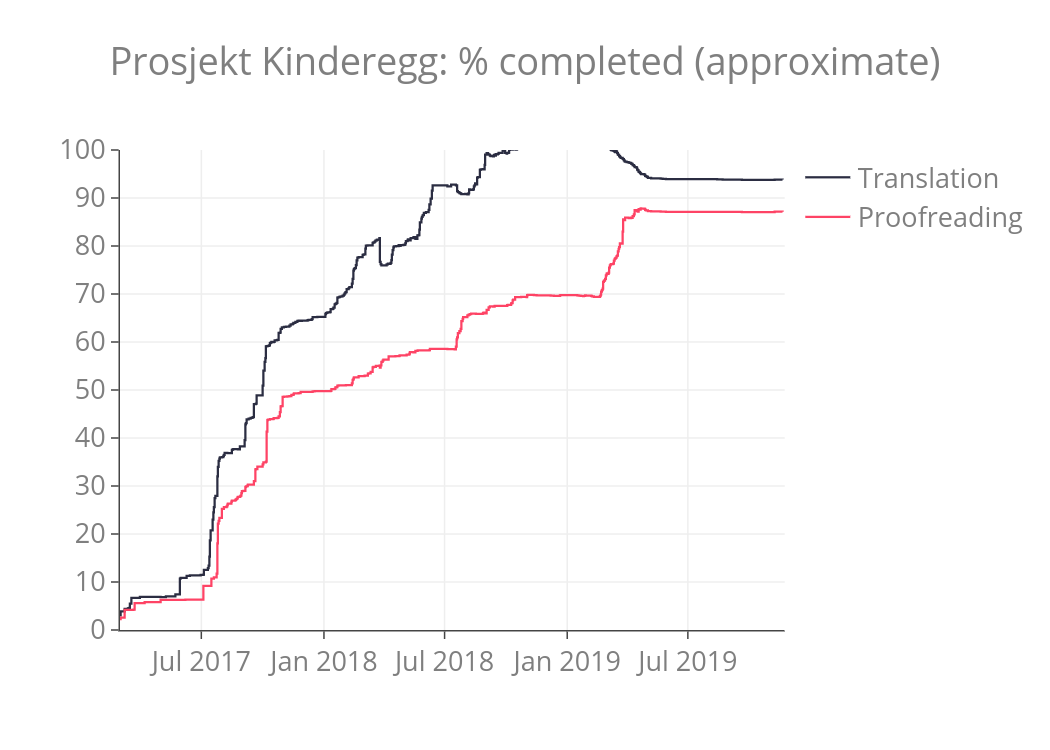 Prosjekt Kinderegg: % completed (approximate)
100
90
80
70
60
50
40
30
20
10
0
Jul 2017 Jan 2018 Jul 2018 Jan 2019 Jul 2019
Translation
Proofreading